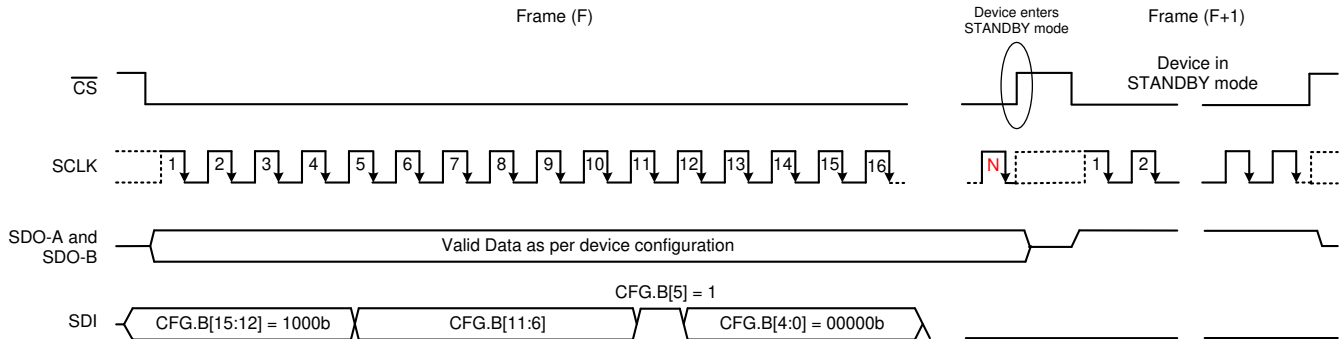 Frame (F)
Device enters
STANDBY mode
Frame (F+1)
CS
Device in
STANDBY mode
SCLK
1 2 3 4 5 6 7 8 9 10 11 12 13 14 15 16 N 1 2
SDO-A and
SDO-B
Valid Data as per device configuration
CFG.B[5] = 1
SDI
CFG.B[15:12] = 1000b CFG.B[11:6] CFG.B[4:0] = 00000b